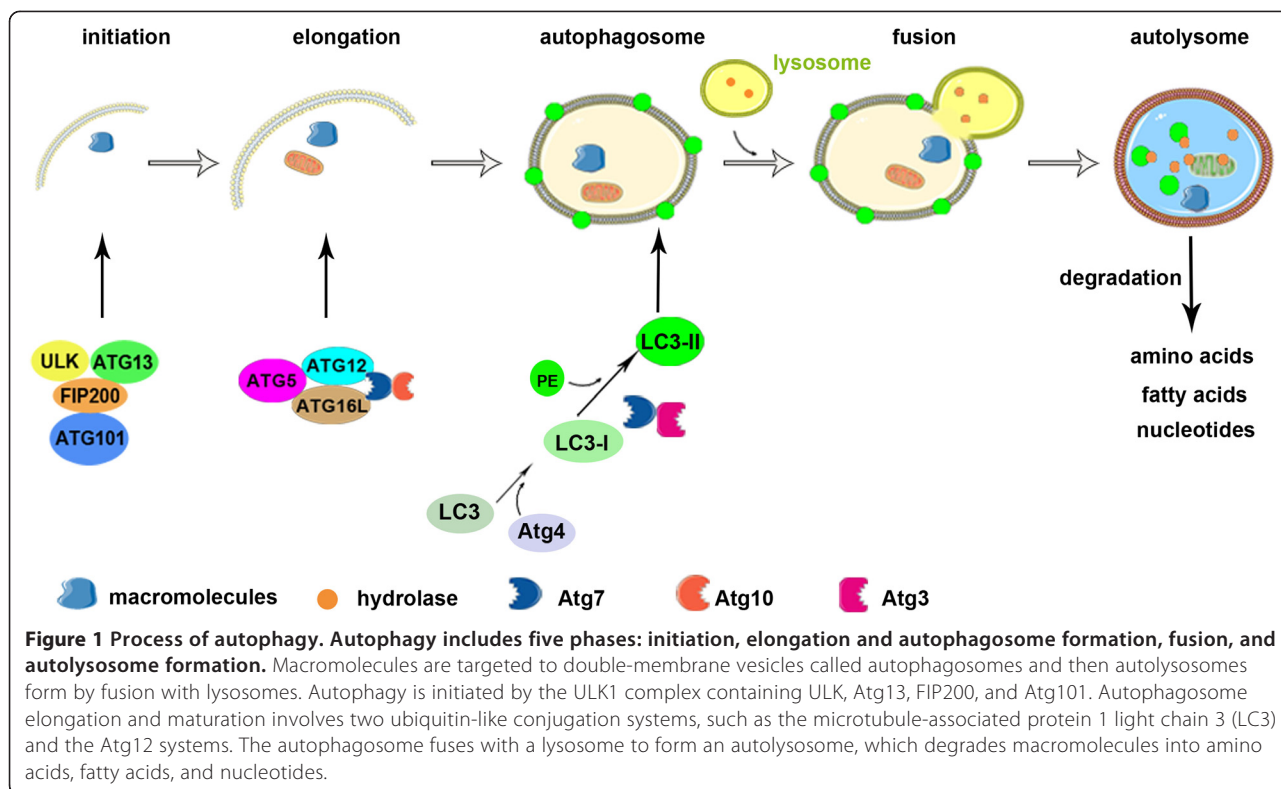 initiation elongation autophagosome fusion autolysome
lysosome
degradation
ULK ATG13
FIP200
ATG101
ATG5 ATG12
ATG16L
LC3-II
PE
LC3-I
LC3
Atg4
amino acids
fatty acids
nucleotides
macromolecules hydrolase Atg7 Atg10 Atg3
Figure 1 Process of autophagy. Autophagy includes five phases: initiation, elongation and autophagosome formation, fusion, and
autolysosome formation. Macromolecules are targeted to double-membrane vesicles called autophagosomes and then autolysosomes
form by fusion with lysosomes. Autophagy is initiated by the ULK1 complex containing ULK, Atg13, FIP200, and Atg101. Autophagosome
elongation and maturation involves two ubiquitin-like conjugation systems, such as the microtubule-associated protein 1 light chain 3 (LC3)
and the Atg12 systems. The autophagosome fuses with a lysosome to form an autolysosome, which degrades macromolecules into amino
acids, fatty acids, and nucleotides.